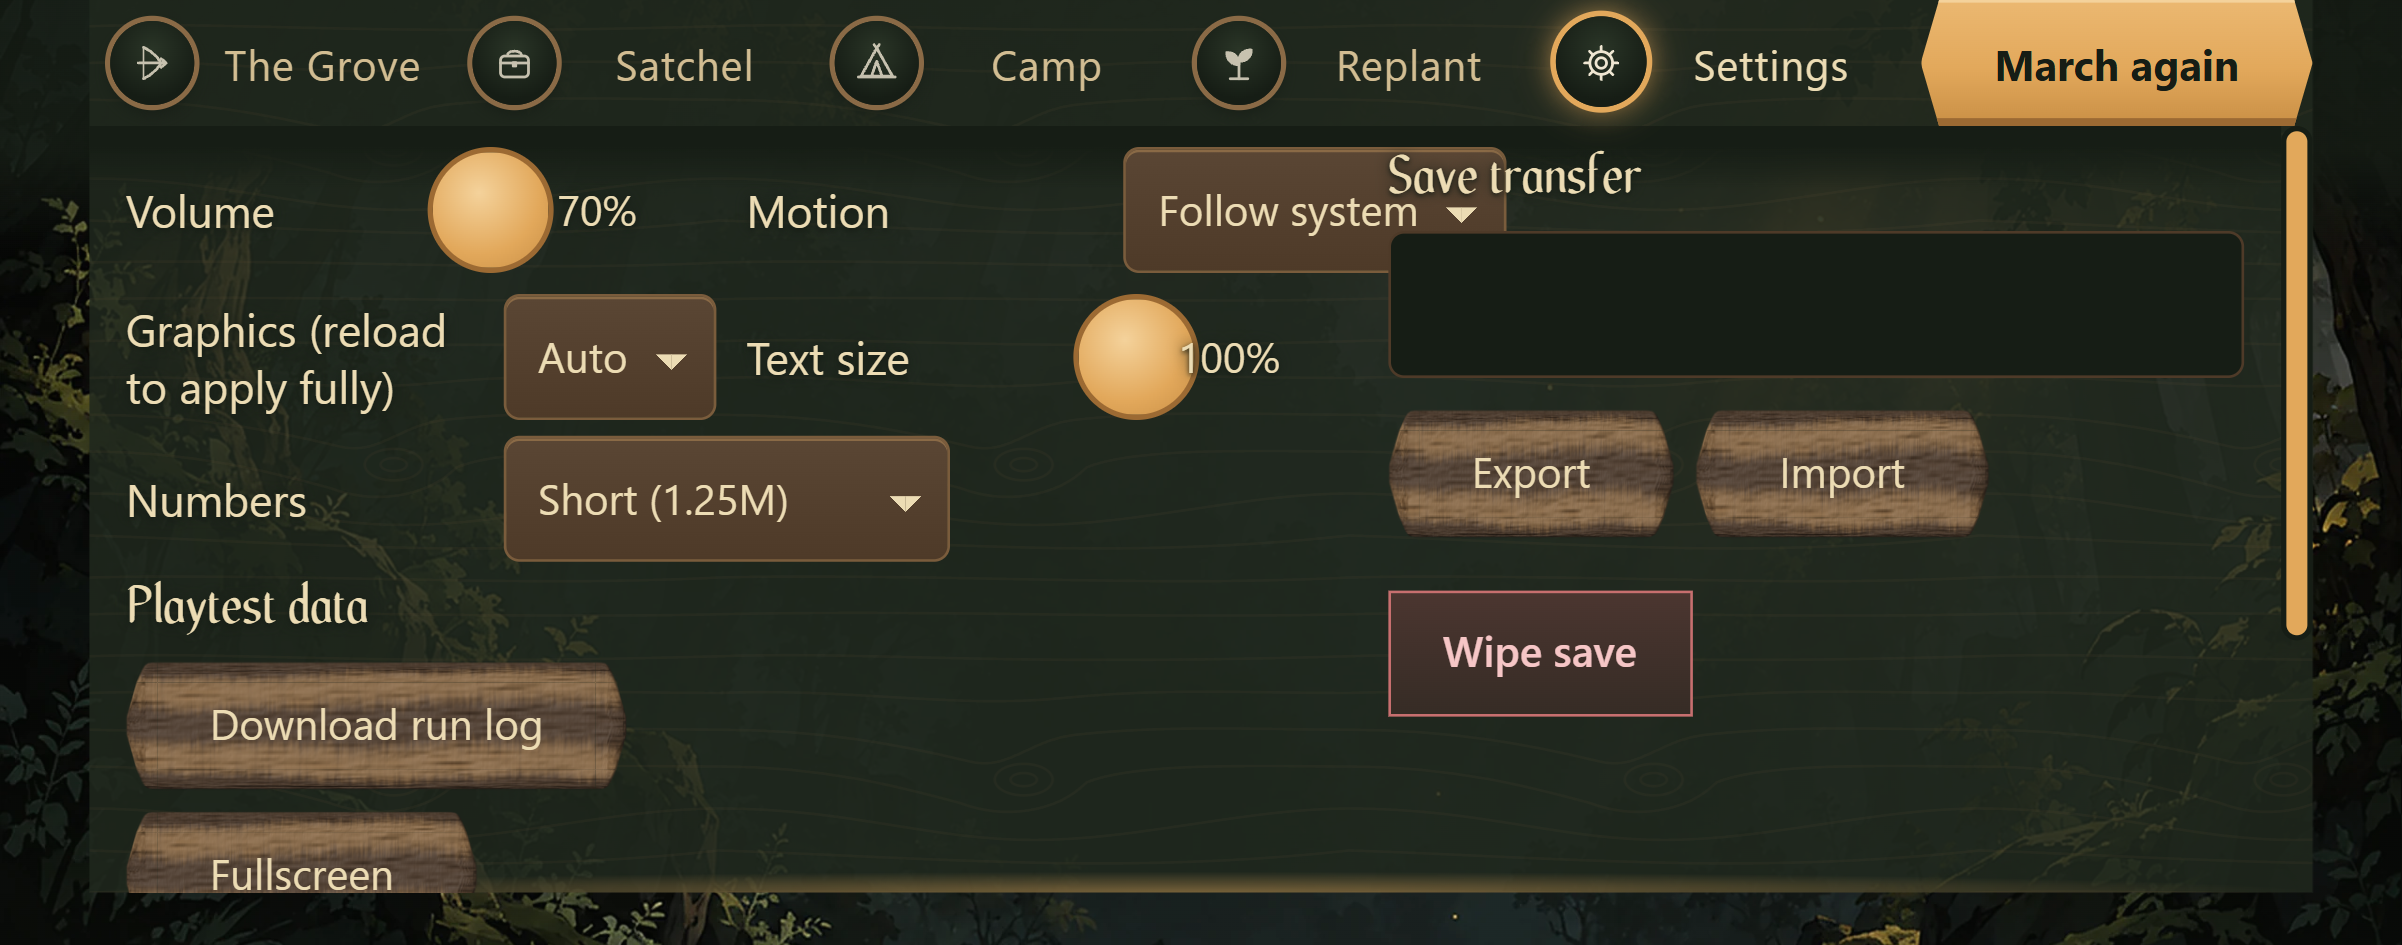 The Grove
Satchel
Camp
Replant
Settings
March again
Volume
70%
Motion
Follow system
Graphics (reload
to apply fully)
Auto
Text size
100%
Numbers
Short (1.25M)
Playtest data
Download run log
Fullscreen
Save transfer
Export
Import
Wipe save